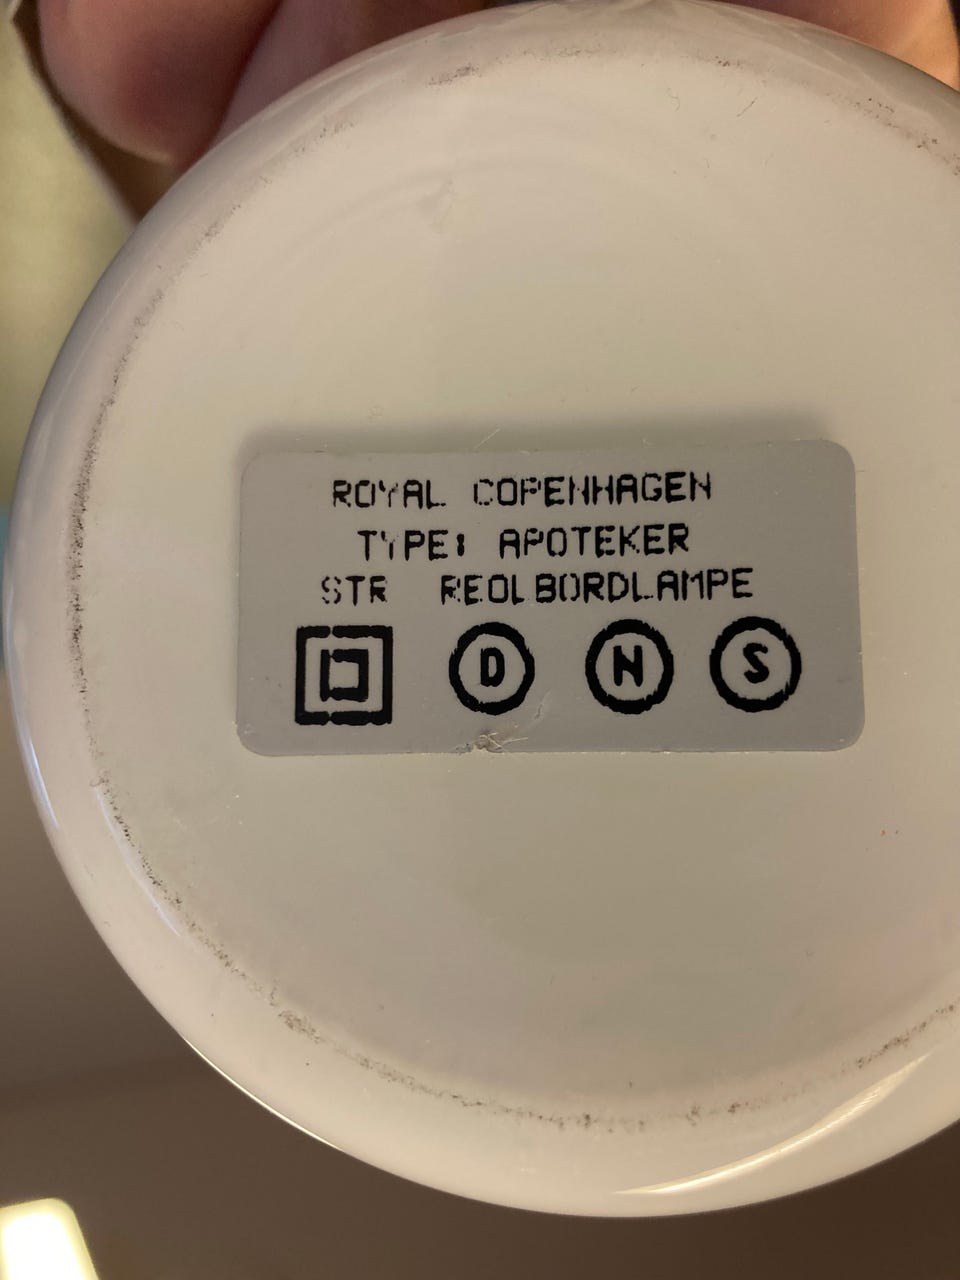 ROYAL COPENHAGEN
TYPE: APOTEKER
STR REOLBORDLAMPE
D N S